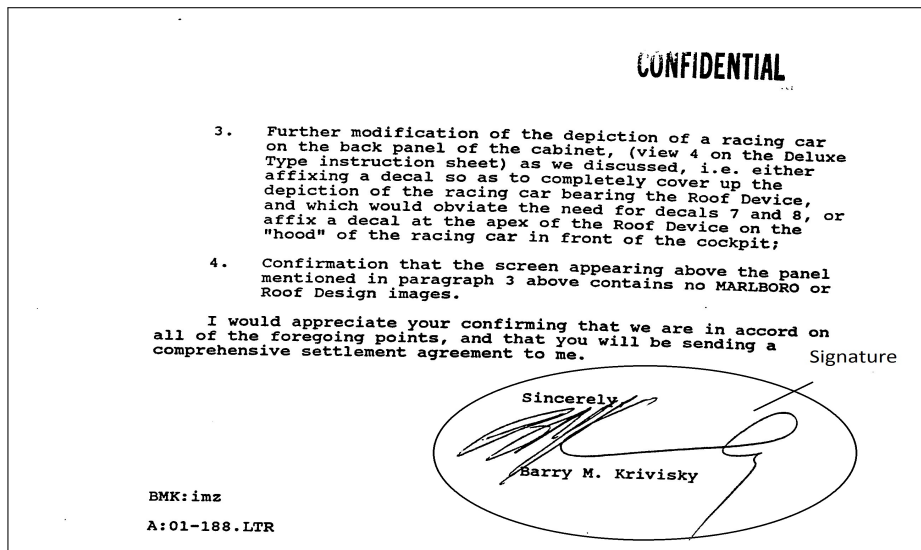 CONFIDENTIAL
3. Further modification of the depiction of a racing car
on the back panel of the cabinet, (view 4 on the Deluxe
Type instruction sheet) as we discussed, i.e. either
affixing a decal so as to completely cover up the
depiction of the racing car bearing the Roof Device,
and which would obviate the need for decals 7 and 8, or
affix a decal at the apex of the Roof Device on the
"hood" of the racing car in front of the cockpit;
4. Confirmation that the screen appearing above the panel
mentioned in paragraph 3 above contains no MARLBORO or
Roof Design images.
I would appreciate your confirming that we are in accord on
all of the foregoing points, and that you will be sending a
comprehensive settlement agreement to me.
Signature
Sincerely,
Barry M. Krivisky
BMK:imz
A:01-188.LTR